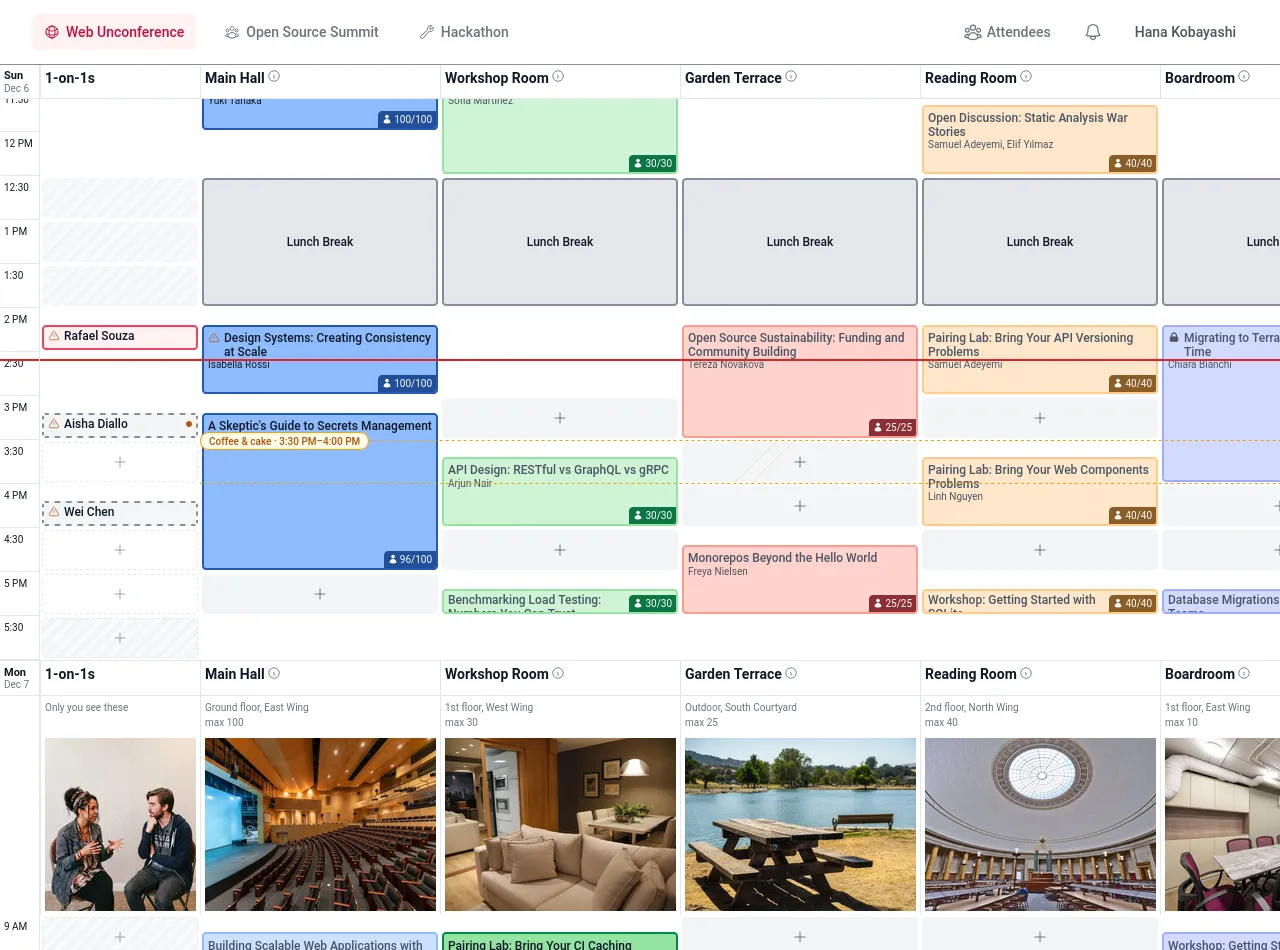 Web Unconference
Open Source Summit
Hackathon
Attendees
Hana Kobayashi
Sun
Dec 6
1-on-1s
Main Hall
Workshop Room
Garden Terrace
Reading Room
Boardroom
11:30
12 PM
12:30
1 PM
1:30
2 PM
2:30
3 PM
3:30
4 PM
4:30
5 PM
5:30
Rafael Souza
Aisha Diallo
Wei Chen
Yuki Tanaka
100/100
Lunch Break
Design Systems: Creating Consistency
at Scale
Isabella Rossi
100/100
A Skeptic's Guide to Secrets Management
Coffee & cake · 3:30 PM–4:00 PM
96/100
Sofia Martinez
30/30
Lunch Break
API Design: RESTful vs GraphQL vs gRPC
Arjun Nair
30/30
Benchmarking Load Testing:
Numbers You Can Trust
30/30
Lunch Break
Open Source Sustainability: Funding and
Community Building
Tereza Novakova
25/25
Monorepos Beyond the Hello World
Freya Nielsen
25/25
Open Discussion: Static Analysis War
Stories
Samuel Adeyemi, Elif Yılmaz
40/40
Lunch Break
Pairing Lab: Bring Your API Versioning
Problems
Samuel Adeyemi
40/40
Pairing Lab: Bring Your Web Components
Problems
Linh Nguyen
40/40
Workshop: Getting Started with
SQLite
40/40
Lunch
Migrating to Terra
Time
Chiara Bianchi
Database Migrations
Teams
Mon
Dec 7
1-on-1s
Main Hall
Workshop Room
Garden Terrace
Reading Room
Boardroom
Only you see these
Ground floor, East Wing
max 100
1st floor, West Wing
max 30
Outdoor, South Courtyard
max 25
2nd floor, North Wing
max 40
1st floor, East Wing
max 10
9 AM
Building Scalable Web Applications with
Pairing Lab: Bring Your CI Caching
Workshop: Getting St